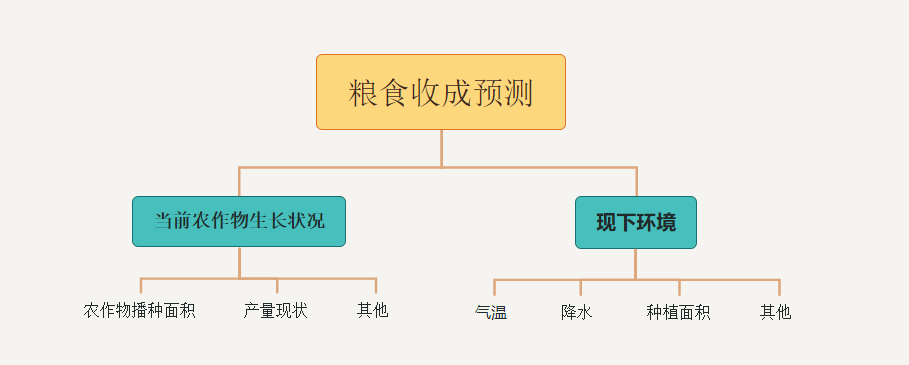 粮食收成预测
当前农作物生长状况
现下环境
农作物播种面积
产量现状
其他
气温
降水
种植面积
其他